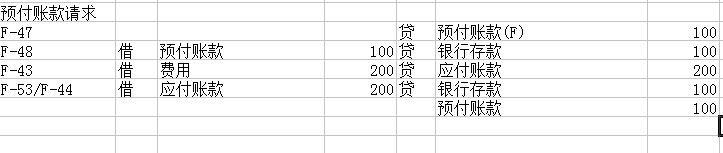 预付账款请求
F-47 贷 预付账款(F) 100
F-48 借 预付账款 100 贷 银行存款 100
F-43 借 费用 200 贷 应付账款 200
F-53/F-44 借 应付账款 200 贷 银行存款 100
预付账款 100